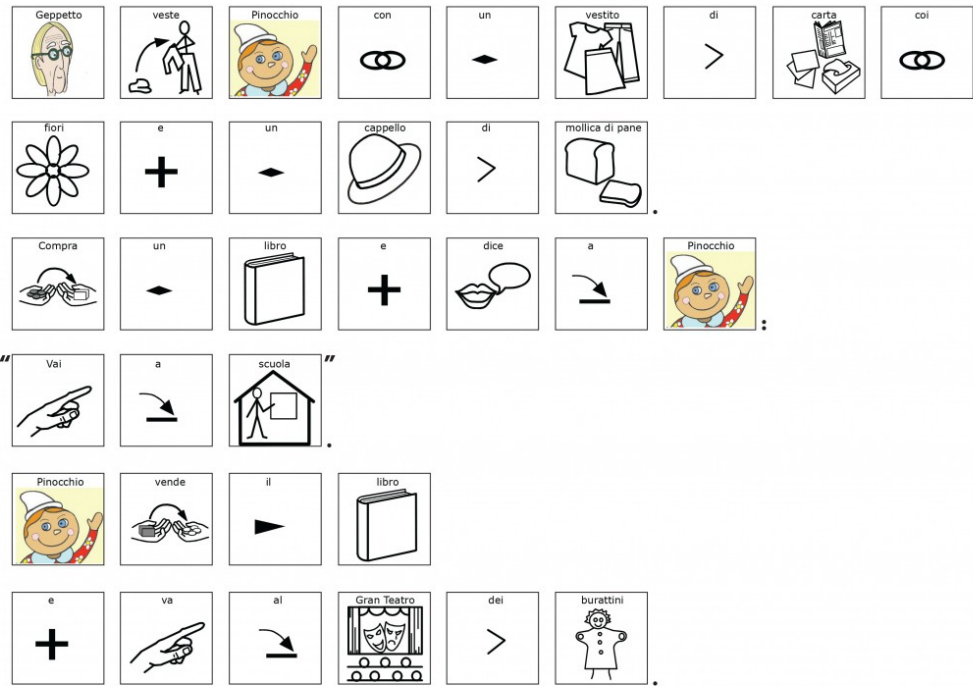 Geppetto veste Pinocchio con un vestito di carta coi
fiori e un cappello di mollica di pane .
Compra un libro e dice a Pinocchio :
" Vai a scuola " .
Pinocchio vende il libro
e va al Gran Teatro dei burattini .